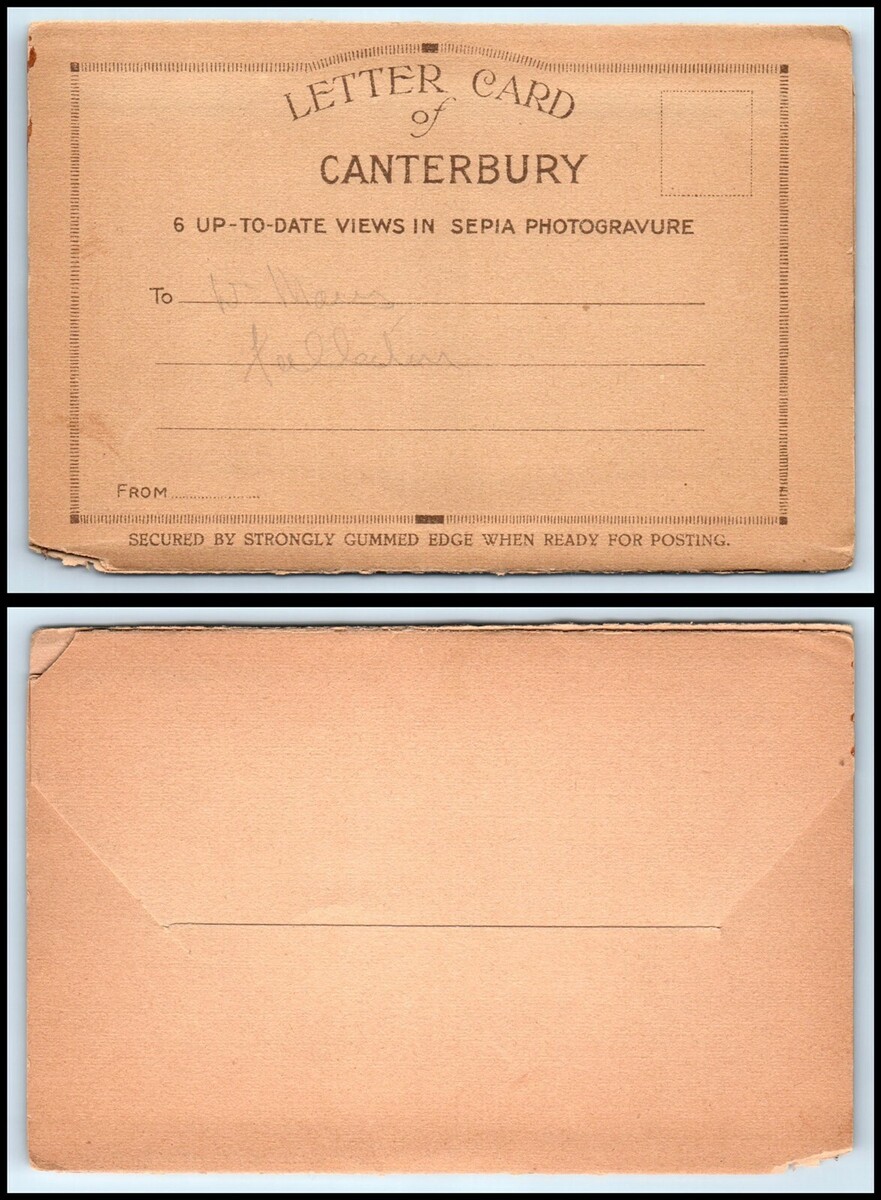 LETTER CARD
of
CANTERBURY
6 UP-TO-DATE VIEWS IN SEPIA PHOTOGRAVURE
To
FROM
SECURED BY STRONGLY GUMMED EDGE WHEN READY FOR POSTING.